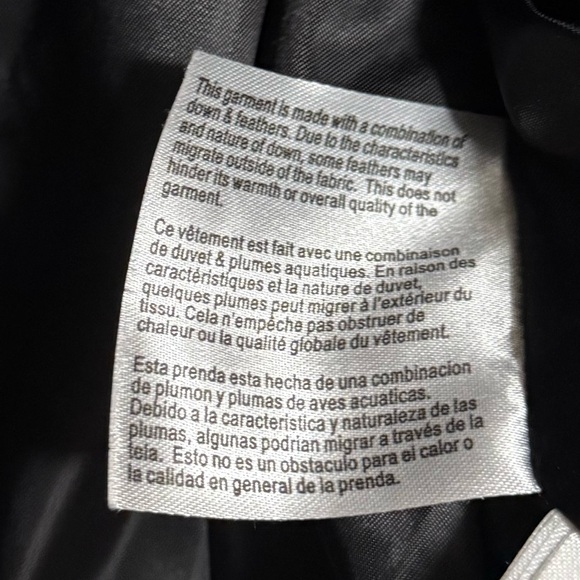 This garment is made with a combination of
down & feathers. Due to the characteristics
and nature of down, some feathers may
migrate outside of the fabric. This does not
hinder its warmth or overall quality of the
garment.
Ce vêtement est fait avec une combinaison
de duvet & plumes aquatiques. En raison des
caractéristiques et la nature de duvet,
quelques plumes peut migrer à l'extérieur du
tissu. Cela n'empêche pas obstruer de
chaleur ou la qualité globale du vêtement.
Esta prenda esta hecha de una combinacion
de plumon y plumas de aves acuaticas.
Debido a la caracteristica y naturaleza de las
plumas, algunas podrian migrar a través de la
tela. Esto no es un obstaculo para el calor o
la calidad en general de la prenda.